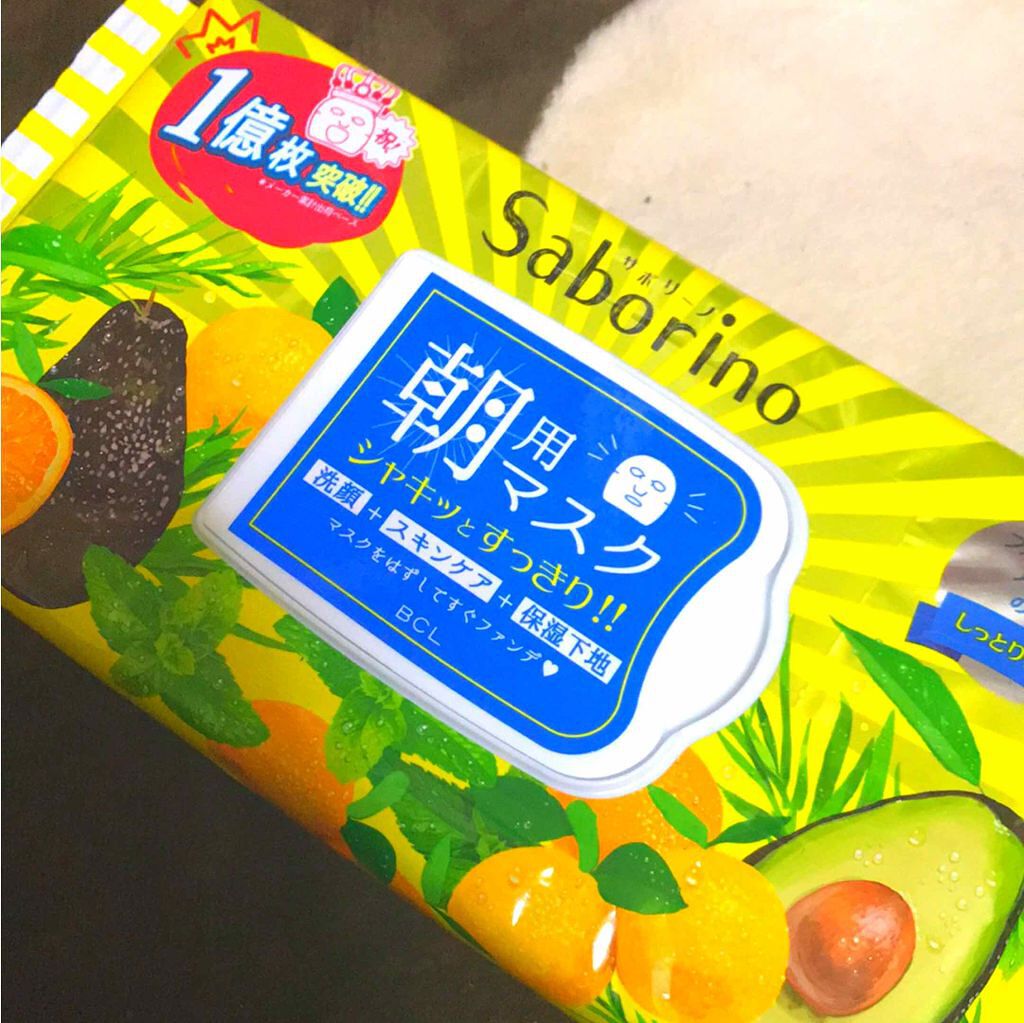 祝!
1億枚突破!!
※メーカー累計出荷ベース
サボリーノ
Saborino
朝用マスク
シャキッとすっきり!!
洗顔+スキンケア+保湿下地
マスクをはずしてすぐファンデ♥
BCL
しっとり